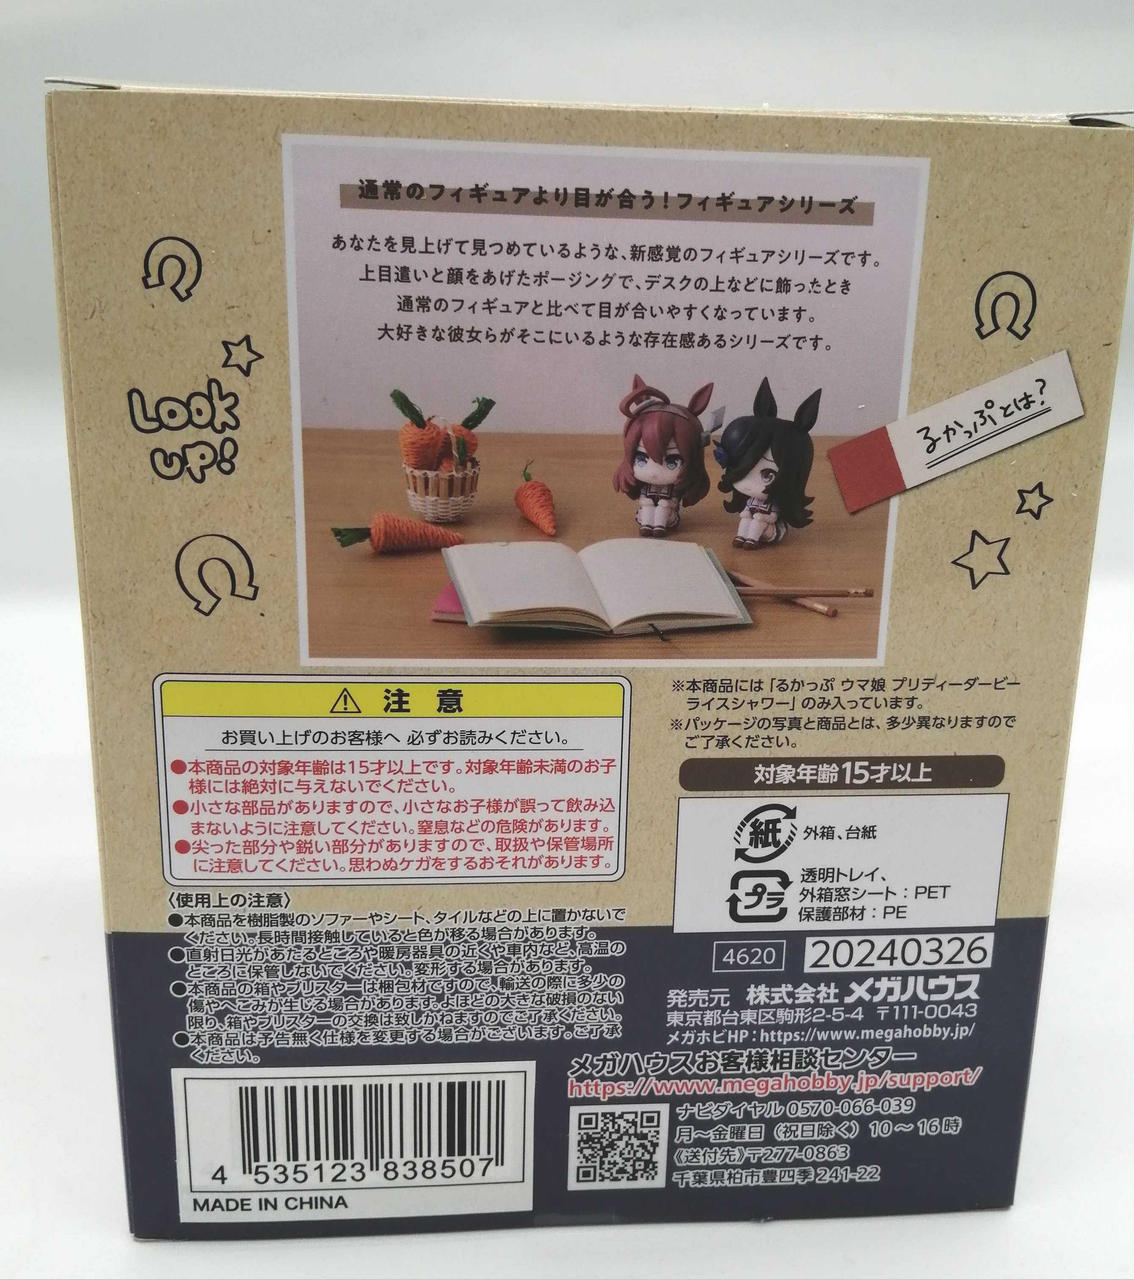 通常のフィギュアより目が合う！フィギュアシリーズ
あなたを見上げて見つめているような、新感覚のフィギュアシリーズです。
上目遣いと顔をあげたポージングで、デスクの上などに飾ったとき
通常のフィギュアと比べて目が合いやすくなっています。
大好きな彼女らがそこにいるような存在感あるシリーズです。
Look
up!
るかっぷとは？
注意
お買い上げのお客様へ 必ずお読みください。
●本商品の対象年齢は15才以上です。対象年齢未満のお子
様には絶対に与えないでください。
●小さな部品がありますので、小さなお子様が誤って飲み込
まないように注意してください。窒息などの危険があります。
●尖った部分や鋭い部分がありますので、取扱や保管場所
に注意してください。思わぬケガをするおそれがあります。
〈使用上の注意〉
●本商品を樹脂製のソファーやシート、タイルなどの上に置かないで
ください。長時間接触していると色が移る場合があります。
●直射日光があたるところや暖房器具の近くや車内など、高温の
ところに保管しないでください。変形する場合があります。
●本商品の箱やブリスターは梱包材ですので、輸送の際に多少の
傷やへこみが生じる場合があります。よほどの大きな破損のない
限り、箱やブリスターの交換は致しかねますのでご了承ください。
●本商品は予告無く仕様を変更する場合がございます。ご了承
ください。
4 535123 838507
MADE IN CHINA
※本商品には「るかっぷ ウマ娘 プリティーダービー
ライスシャワー」のみ入っています。
※パッケージの写真と商品とは、多少異なりますので
ご了承ください。
対象年齢15才以上
紙 外箱、台紙
プラ 透明トレイ、
外箱窓シート：PET
保護部材：PE
4620 20240326
発売元 株式会社 メガハウス
東京都台東区駒形2-5-4 〒111-0043
メガホビHP：https://www.megahobby.jp/
メガハウスお客様相談センター
https://www.megahobby.jp/support/
ナビダイヤル 0570-066-039
月～金曜日（祝日除く）10～16時
《送付先》〒277-0863
千葉県柏市豊四季 241-22